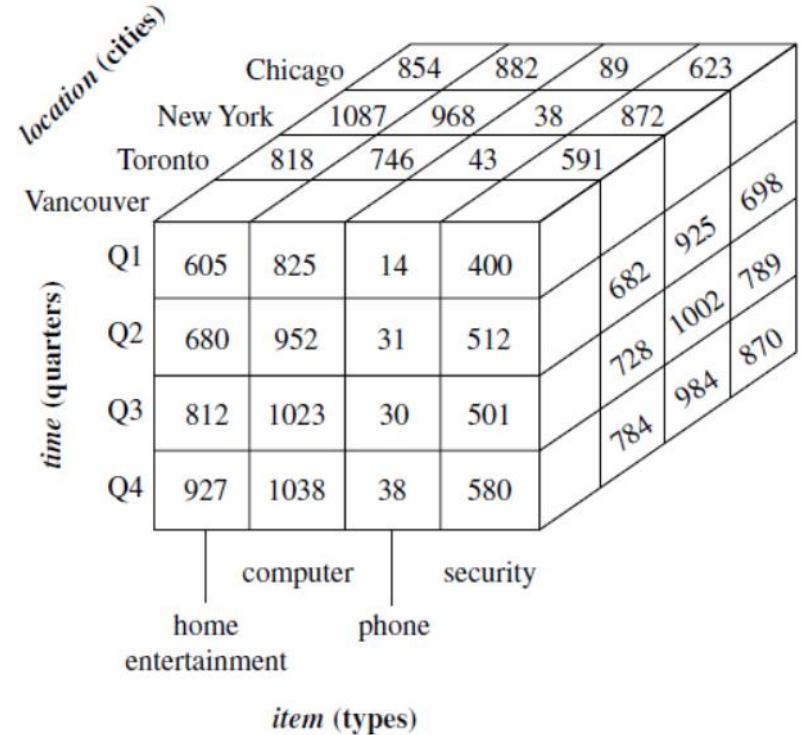 location (cities)
Chicago 854 882 89 623
New York 1087 968 38 872
Toronto 818 746 43 591
Vancouver
time (quarters)
Q1 605 825 14 400
Q2 680 952 31 512
Q3 812 1023 30 501
Q4 927 1038 38 580
682 925 698
728 1002 789
784 984 870
computer security
home phone
entertainment
item (types)